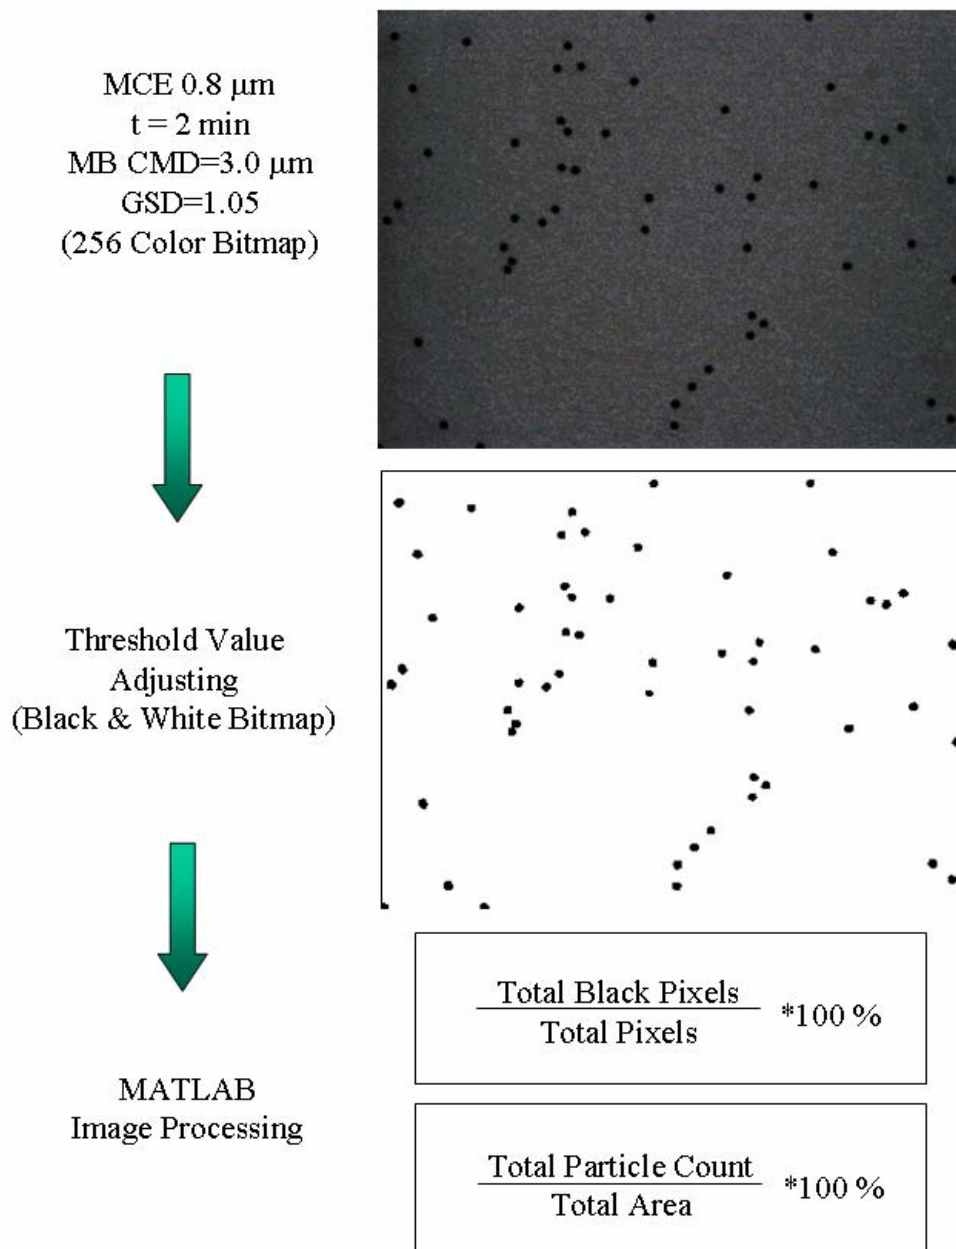 MCE 0.8 μm
t = 2 min
MB CMD=3.0 μm
GSD=1.05
(256 Color Bitmap)
Threshold Value
Adjusting
(Black & White Bitmap)
MATLAB
Image Processing
Total Black Pixels
Total Pixels
*100 %
Total Particle Count
Total Area
*100 %